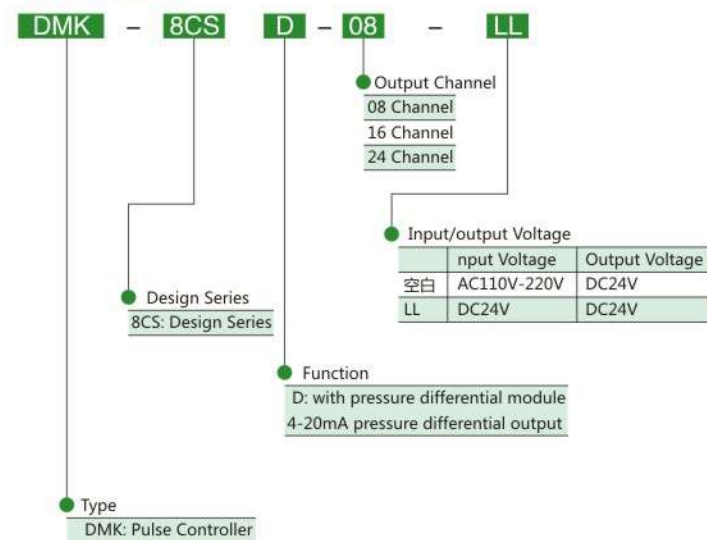 DMK – 8CS D – 08 – LL
Output Channel
08 Channel
16 Channel
24 Channel
Input/output Voltage
nput Voltage Output Voltage
空白 AC110V-220V DC24V
LL DC24V DC24V
Design Series
8CS: Design Series
Function
D: with pressure differential module
4-20mA pressure differential output
Type
DMK: Pulse Controller